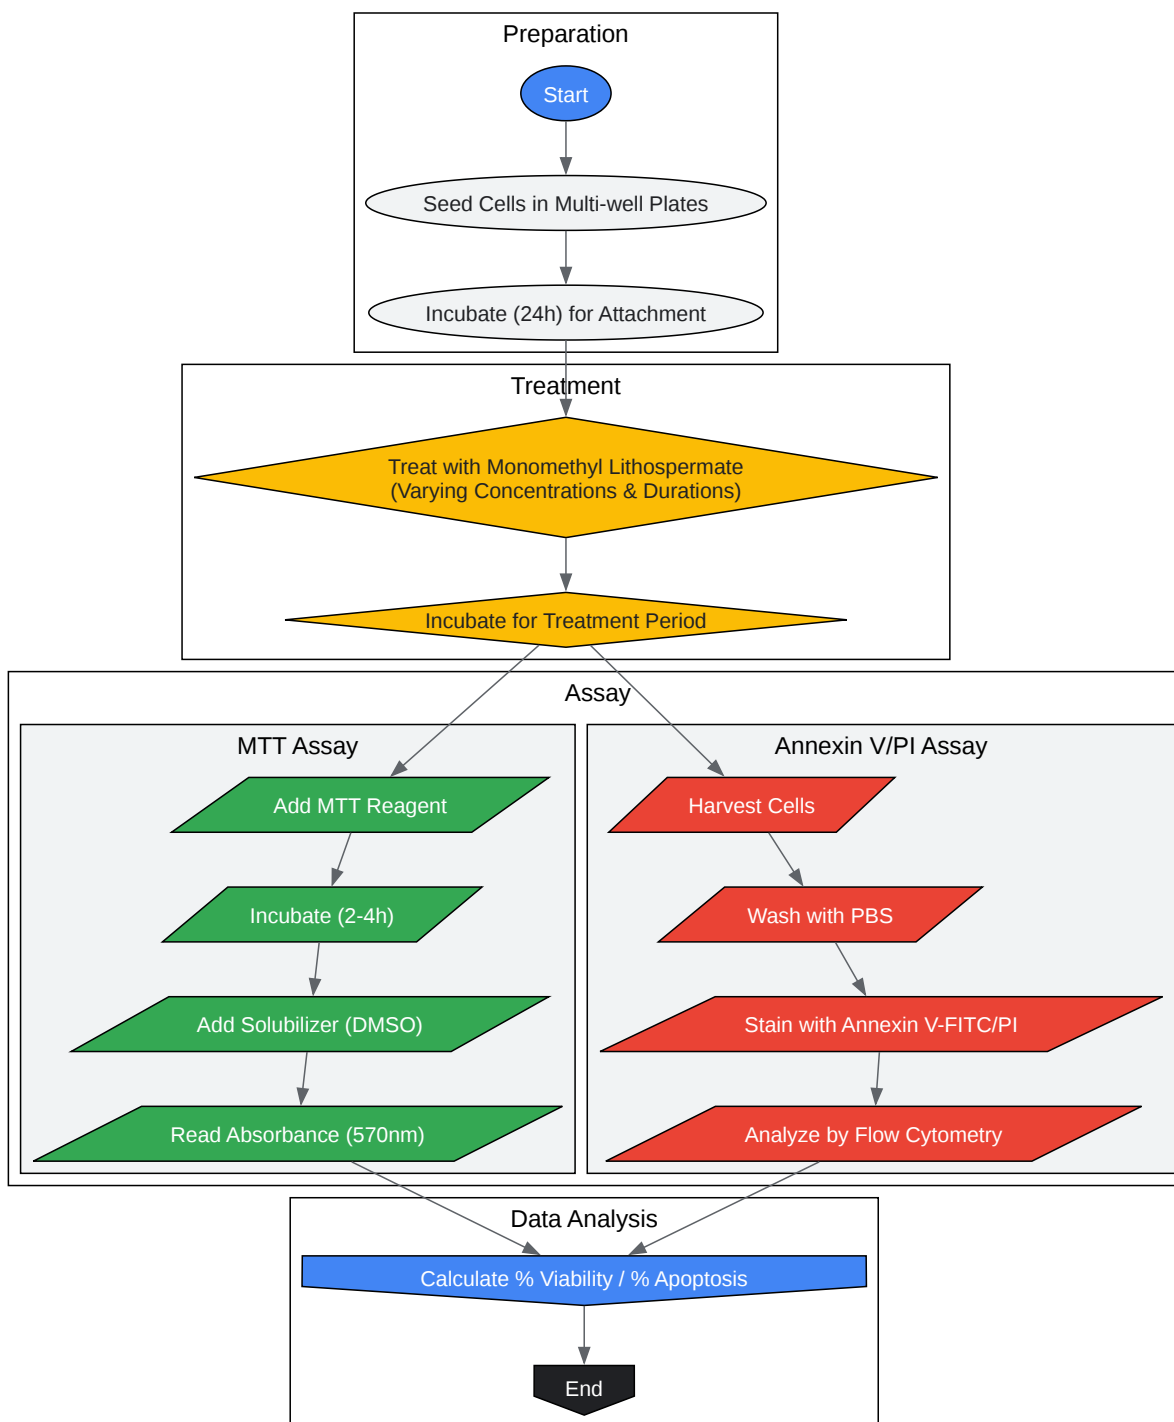 Preparation
Start
Seed Cells in Multi-well Plates
Incubate (24h) for Attachment
Treatment
Treat with Monomethyl Lithospermate
(Varying Concentrations & Durations)
Incubate for Treatment Period
Assay
MTT Assay
Add MTT Reagent
Incubate (2-4h)
Add Solubilizer (DMSO)
Read Absorbance (570nm)
Annexin V/PI Assay
Harvest Cells
Wash with PBS
Stain with Annexin V-FITC/PI
Analyze by Flow Cytometry
Data Analysis
Calculate % Viability / % Apoptosis
End